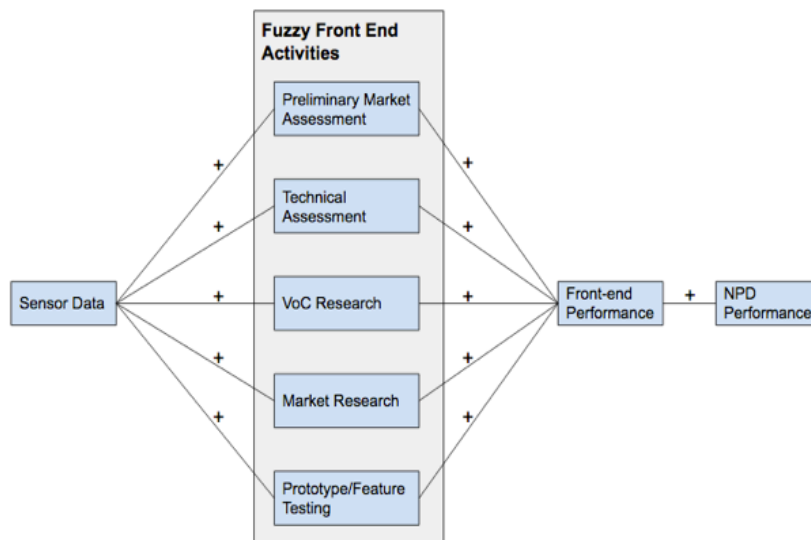 Fuzzy Front End
Activities
Preliminary Market
Assessment
+
+
Technical
Assessment
+
+
Sensor Data
+
VoC Research
+
Front-end
Performance
+
NPD
Performance
+
Market Research
+
+
Prototype/Feature
Testing
+